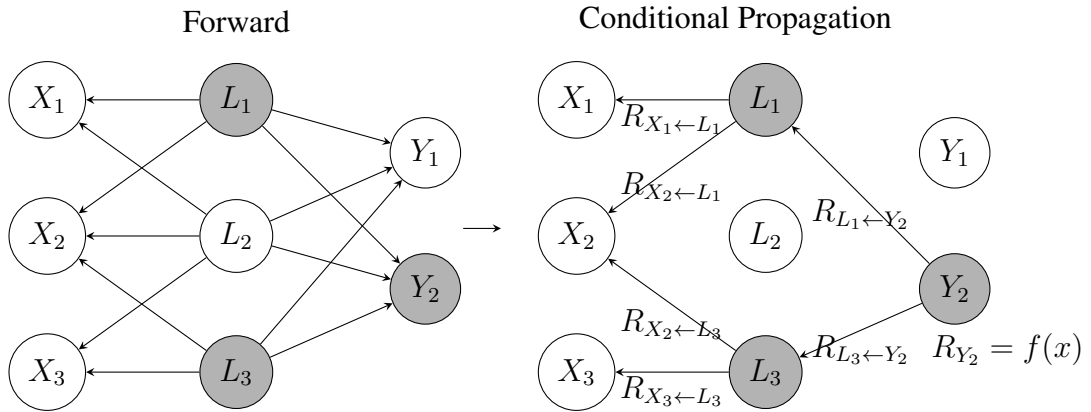 Forward
Conditional Propagation
X₁
L₁
Y₁
X₂
L₂
Y₂
X₃
L₃
X₁
L₁
R_{X₁←L₁}
Y₁
R_{X₂←L₁}
R_{L₁←Y₂}
X₂
L₂
Y₂
R_{X₂←L₃}
R_{L₃←Y₂}
R_{Y₂} = f(x)
X₃
L₃
R_{X₃←L₃}